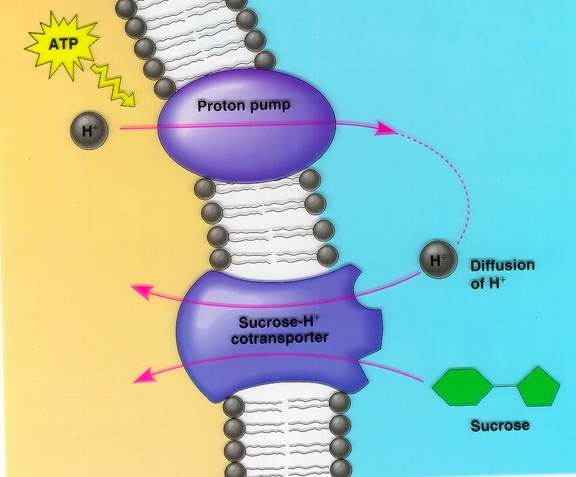 ATP
Proton pump
H⁺
H⁺
Diffusion
of H⁺
Sucrose-H⁺
cotransporter
Sucrose